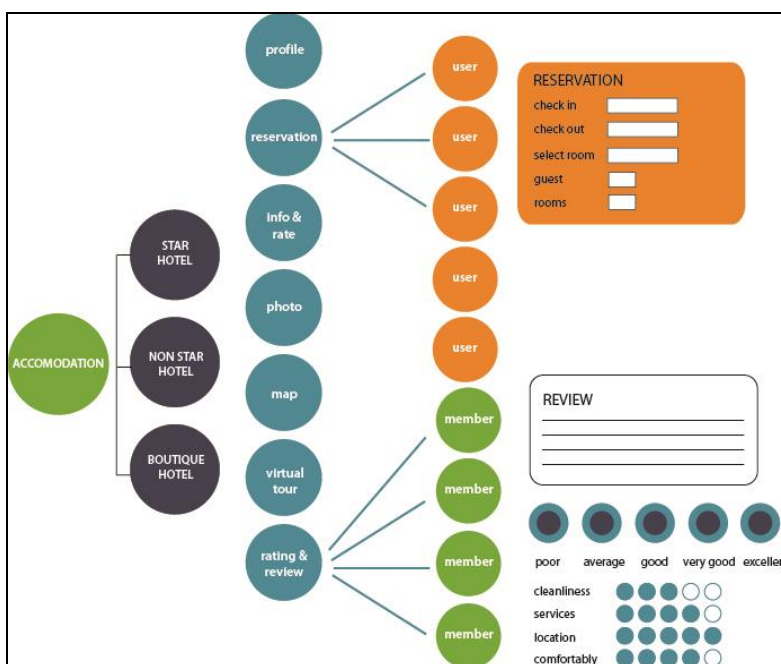 ACCOMODATION
STAR
HOTEL
NON STAR
HOTEL
BOUTIQUE
HOTEL
profile
reservation
info &
rate
photo
map
virtual
tour
rating &
review
user
user
user
user
user
member
member
member
member
RESERVATION
check in
check out
select room
guest
rooms
REVIEW
poor average good very good exceller
cleanliness
services
location
comfortably